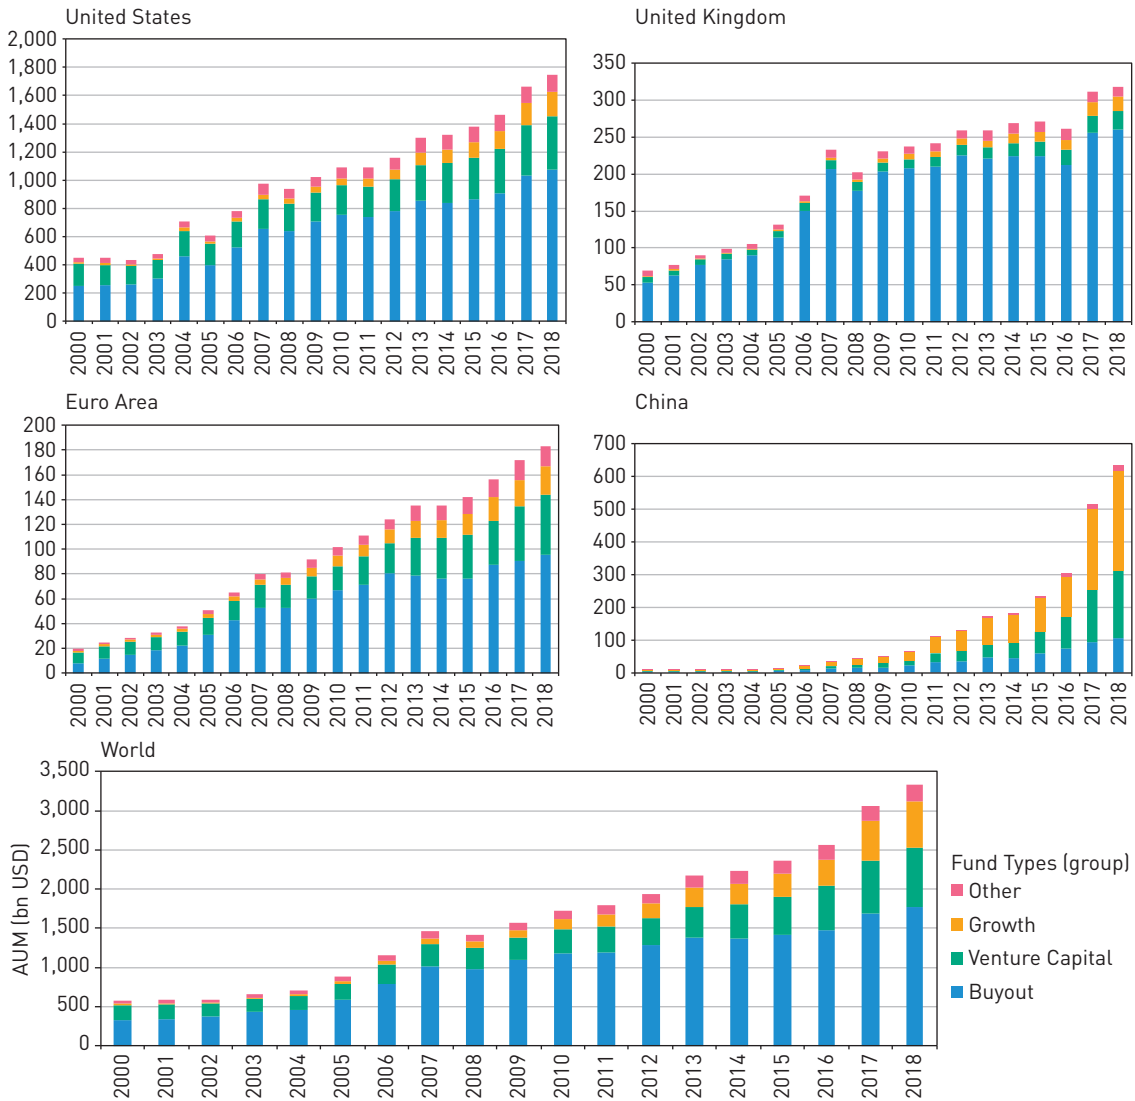 United States
2,000
1,800
1,600
1,400
1,200
1,000
800
600
400
200
0
2000 2001 2002 2003 2004 2005 2006 2007 2008 2009 2010 2011 2012 2013 2014 2015 2016 2017 2018
United Kingdom
350
300
250
200
150
100
50
0
2000 2001 2002 2003 2004 2005 2006 2007 2008 2009 2010 2011 2012 2013 2014 2015 2016 2017 2018
Euro Area
200
180
160
140
120
100
80
60
40
20
0
2000 2001 2002 2003 2004 2005 2006 2007 2008 2009 2010 2011 2012 2013 2014 2015 2016 2017 2018
China
700
600
500
400
300
200
100
0
2000 2001 2002 2003 2004 2005 2006 2007 2008 2009 2010 2011 2012 2013 2014 2015 2016 2017 2018
World
AUM (bn USD)
3,500
3,000
2,500
2,000
1,500
1,000
500
0
2000 2001 2002 2003 2004 2005 2006 2007 2008 2009 2010 2011 2012 2013 2014 2015 2016 2017 2018
Fund Types (group)
Other
Growth
Venture Capital
Buyout